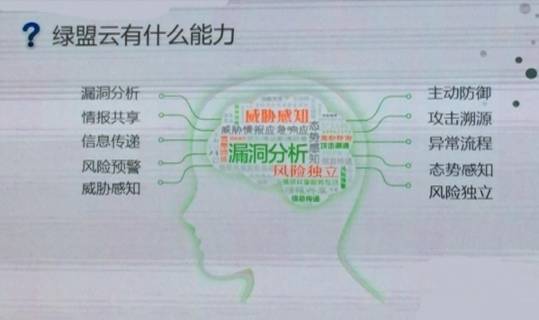 ? 绿盟云有什么能力
漏洞分析
情报共享
信息传递
风险预警
威胁感知
威胁感知
威胁情报应急响应
态势感知
漏洞分析
风险独立
攻击溯源
信息传递
主动防御
攻击溯源
异常流程
态势感知
风险独立